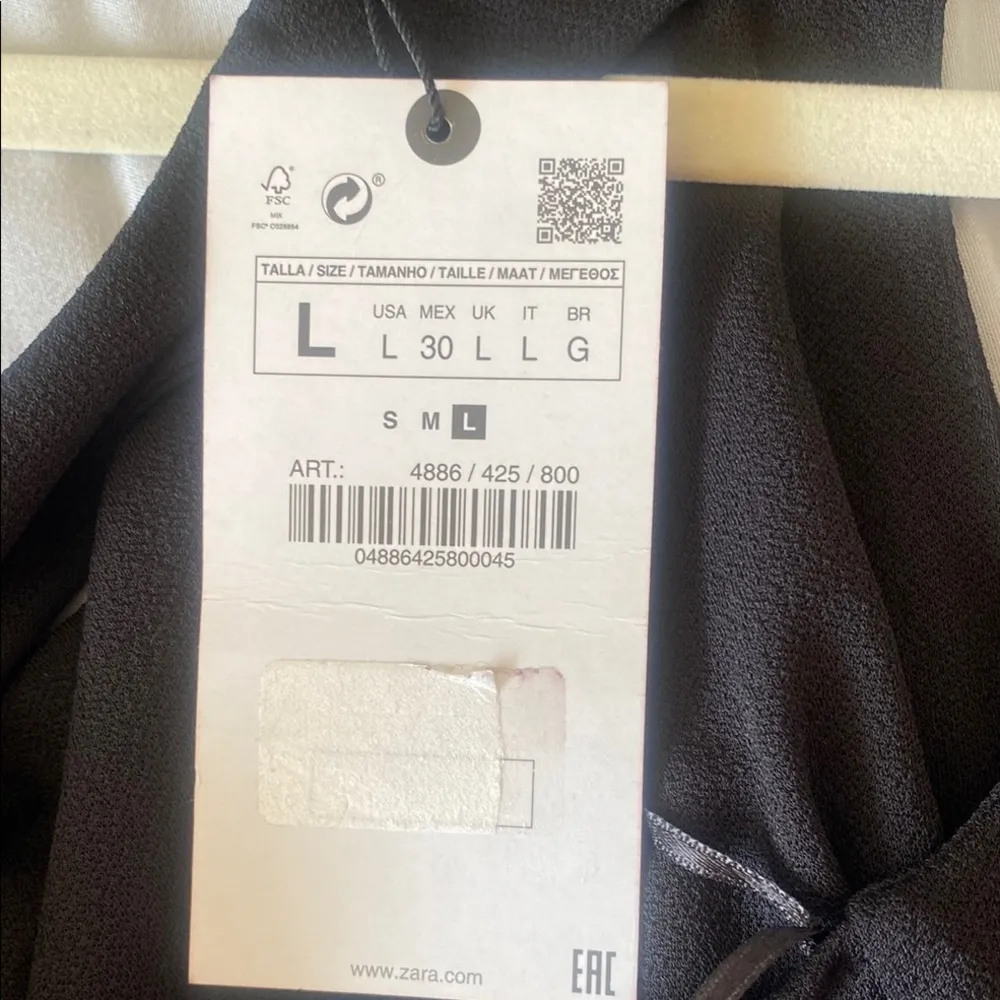 FSC®
MIX
FSC® C028854
®
TALLA / SIZE / TAMANHO / TAILLE / MAAT / ΜΕΓΕΘΟΣ
L
USA MEX UK IT BR
L 30 L L G
S M L
ART.: 4886 / 425 / 800
04886425800045
www.zara.com
EAC